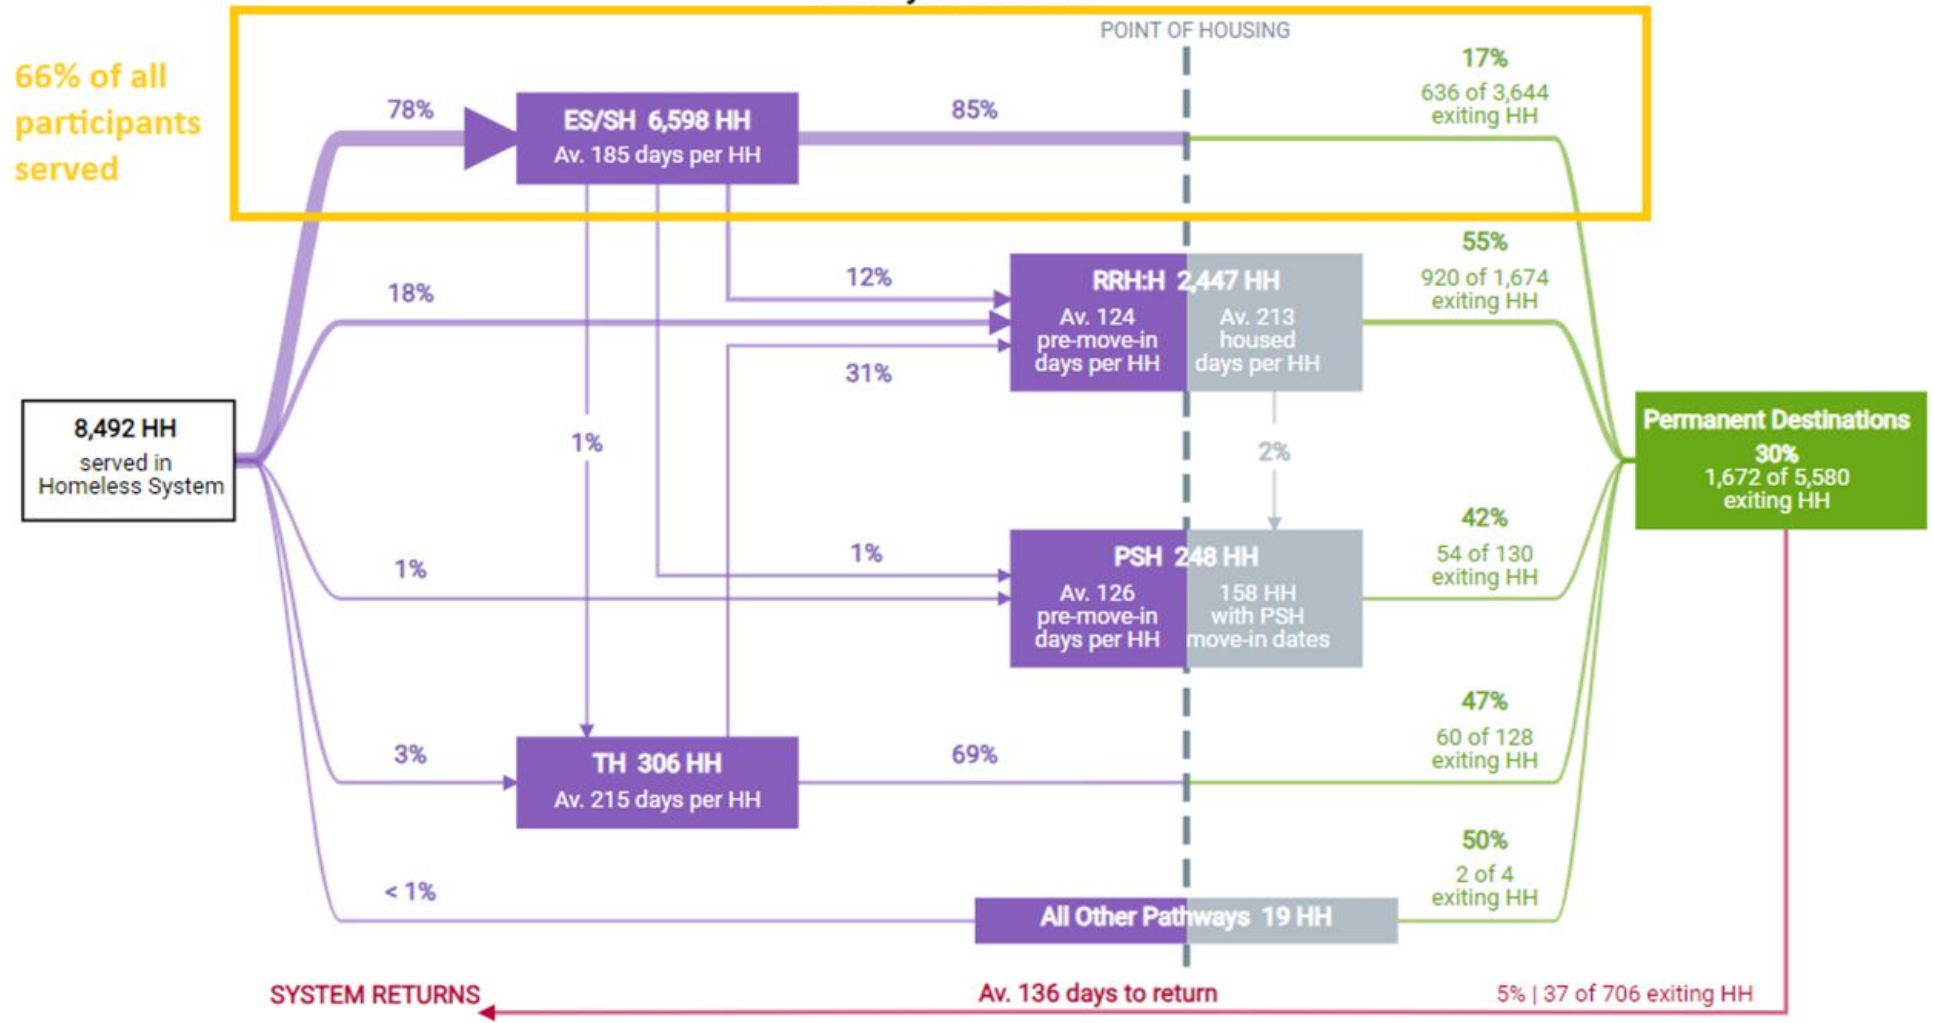 POINT OF HOUSING
66% of all
participants
served
78%
ES/SH 6,598 HH
Av. 185 days per HH
85%
17%
636 of 3,644
exiting HH
18%
12%
31%
RRH:H 2,447 HH
Av. 124
pre-move-in
days per HH
Av. 213
housed
days per HH
55%
920 of 1,674
exiting HH
8,492 HH
served in
Homeless System
1%
2%
Permanent Destinations
30%
1,672 of 5,580
exiting HH
1%
1%
PSH 248 HH
Av. 126
pre-move-in
days per HH
158 HH
with PSH
move-in dates
42%
54 of 130
exiting HH
3%
TH 306 HH
Av. 215 days per HH
69%
47%
60 of 128
exiting HH
< 1%
All Other Pathways 19 HH
50%
2 of 4
exiting HH
SYSTEM RETURNS
Av. 136 days to return
5% | 37 of 706 exiting HH